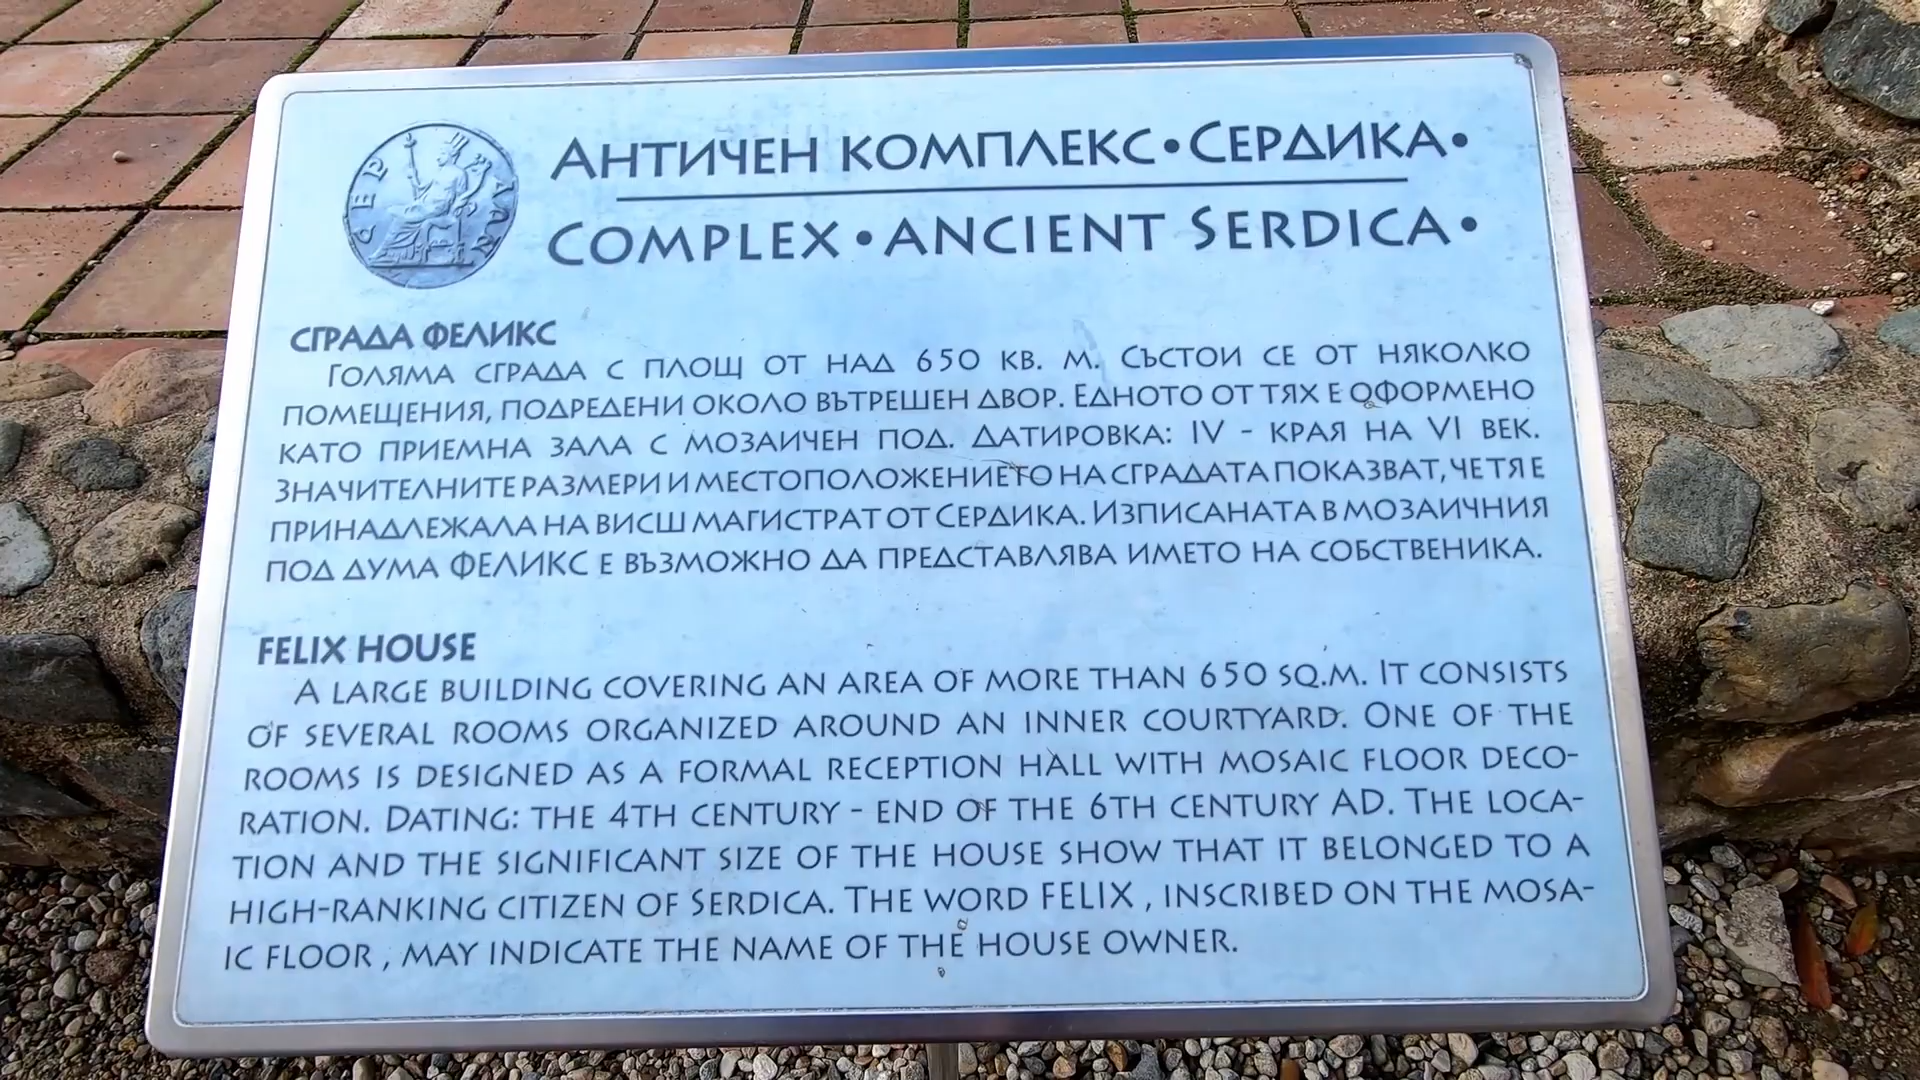 Античен комплекс • Сердика •
Complex • ancient Serdica •
СГРАДА ФЕЛИКС
Голяма сграда с площ от над 650 кв. м. Състои се от няколко
помещения, подредени около вътрешен двор. Едното от тях е оформено
като приемна зала с мозаичен под. Датировка: IV - края на VI век.
Значителните размери и местоположението на сградата показват, че тя е
принадлежала на висш магистрат от Сердика. Изписаната в мозаичния
под дума ФЕЛИКС е възможно да представлява името на собственика.
FELIX HOUSE
A large building covering an area of more than 650 sq.m. It consists
of several rooms organized around an inner courtyard. One of the
rooms is designed as a formal reception hall with mosaic floor deco-
ration. Dating: the 4th century - end of the 6th century AD. The loca-
tion and the significant size of the house show that it belonged to a
high-ranking citizen of Serdica. The word FELIX , inscribed on the mosa-
ic floor , may indicate the name of the house owner.